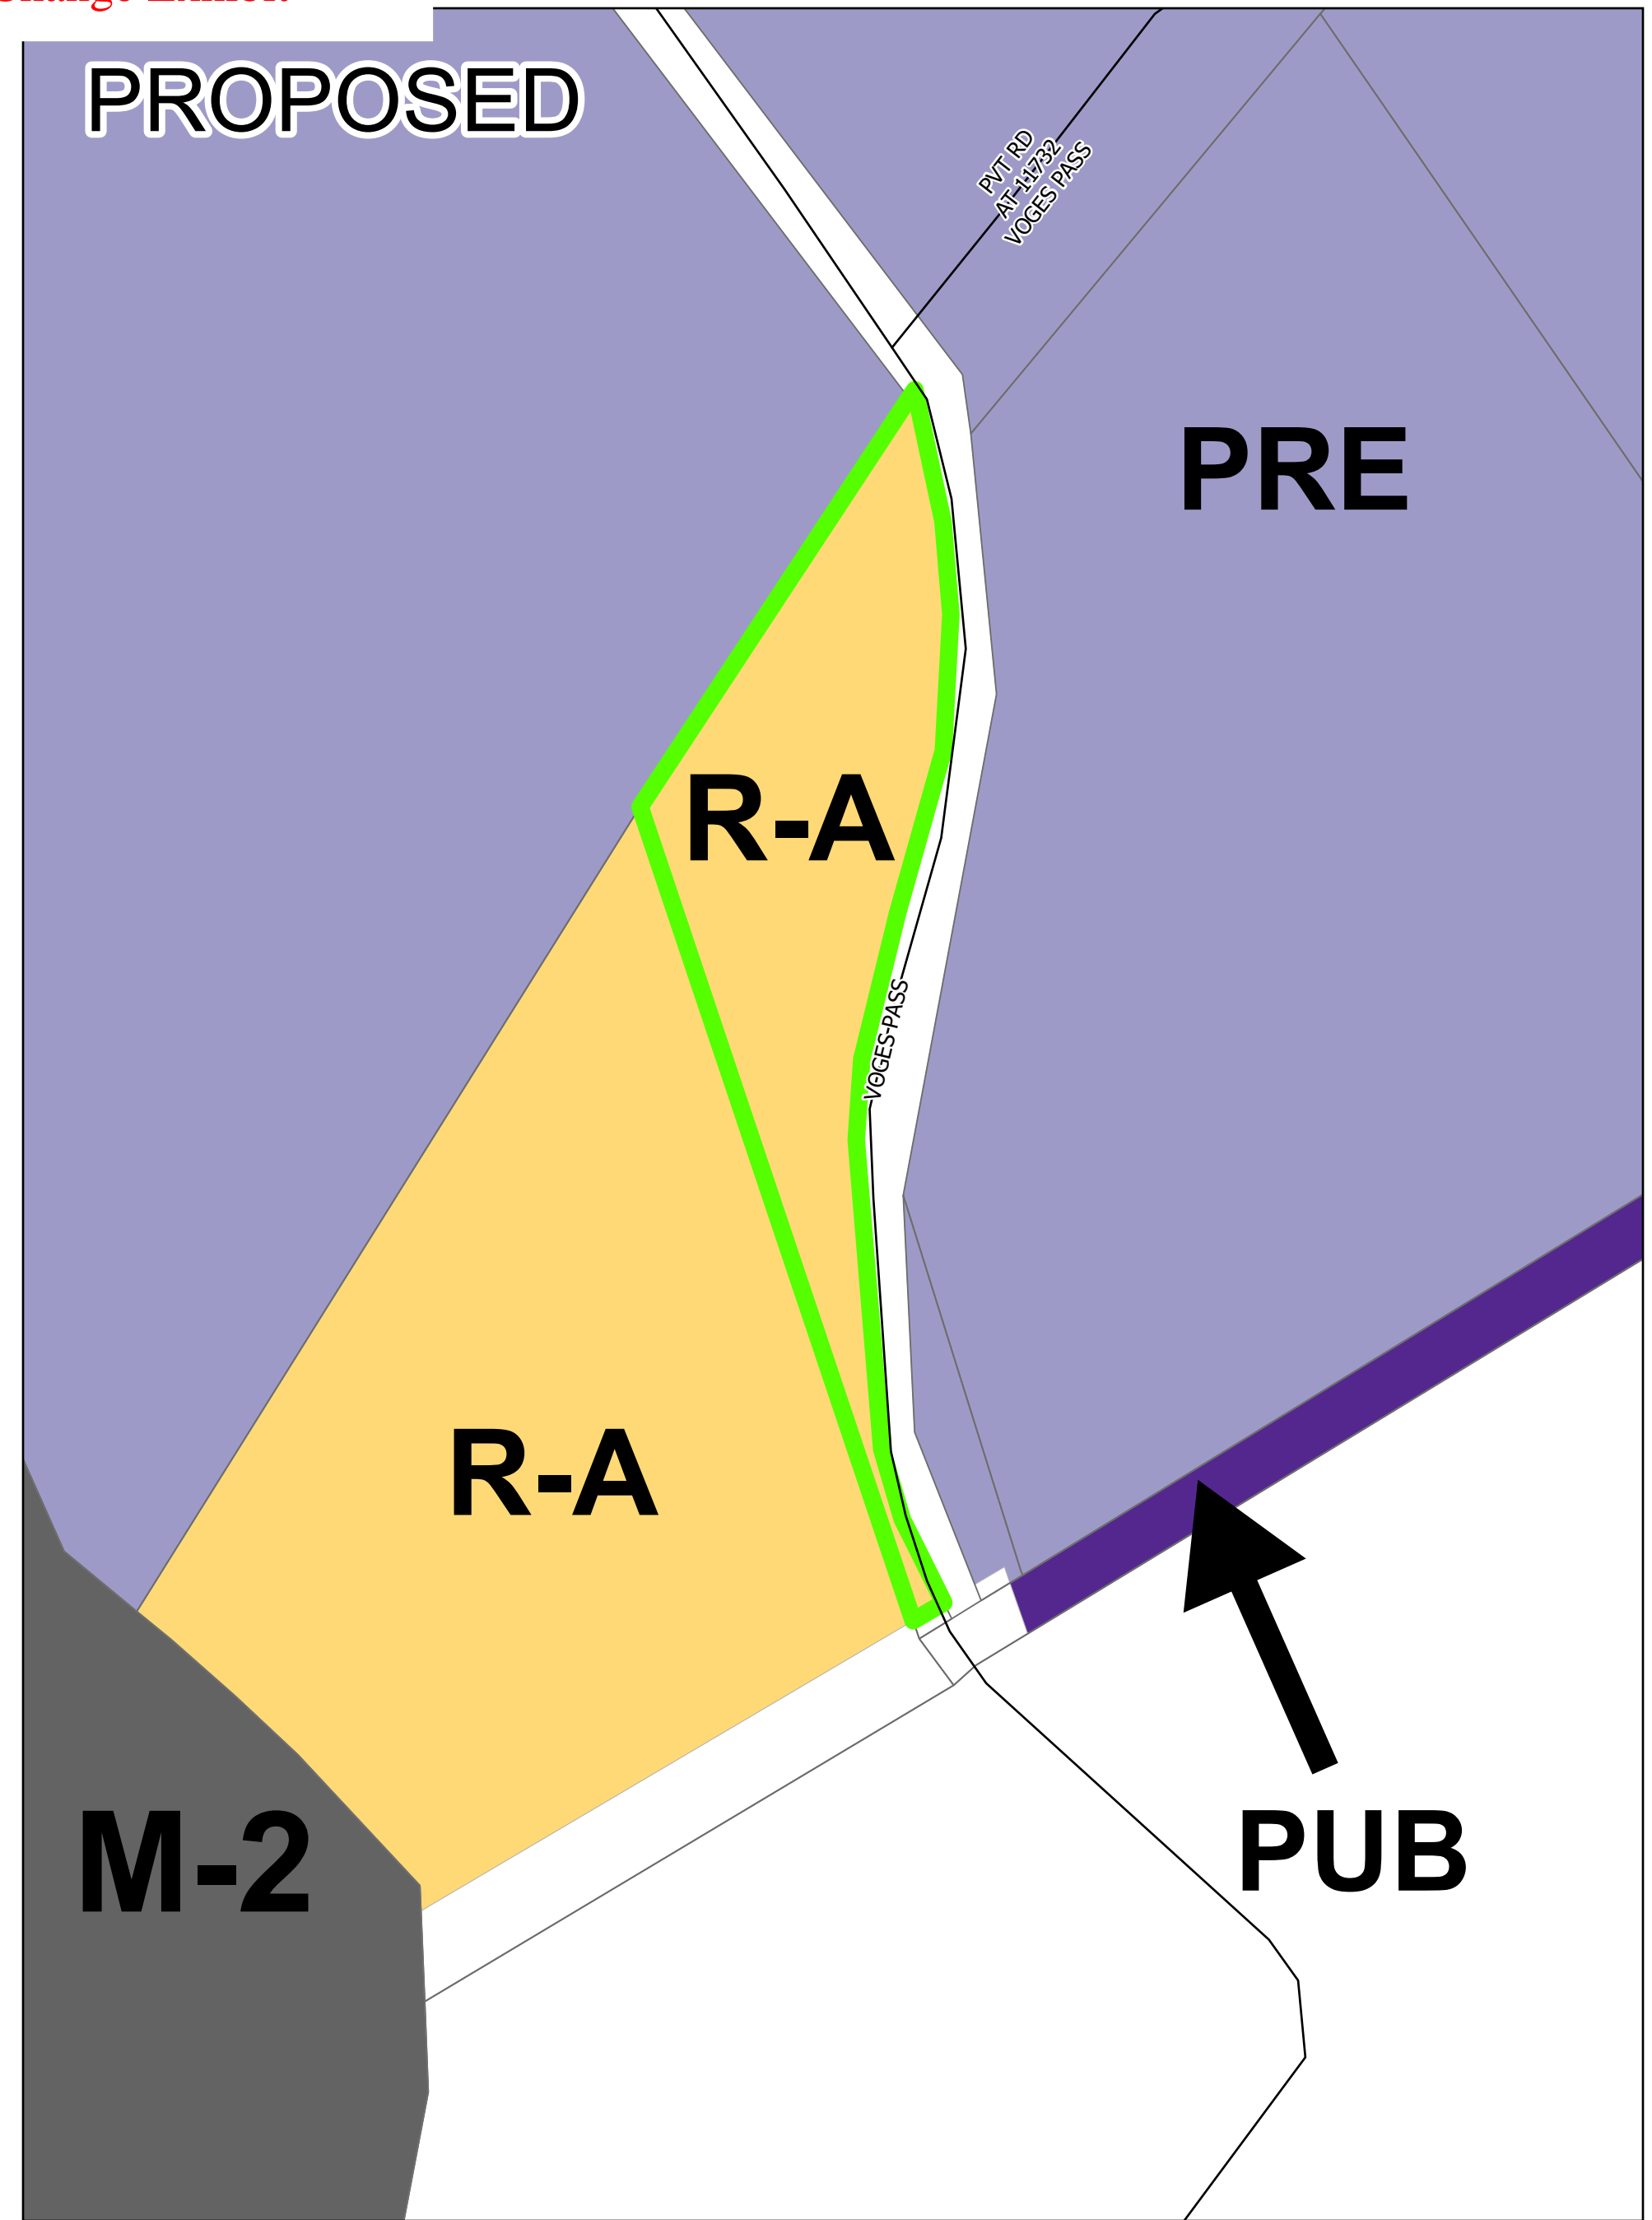 PROPOSED
PVT RD
AT 11732
VOGES PASS
PRE
R-A
VOGES PASS
R-A
M-2
PUB